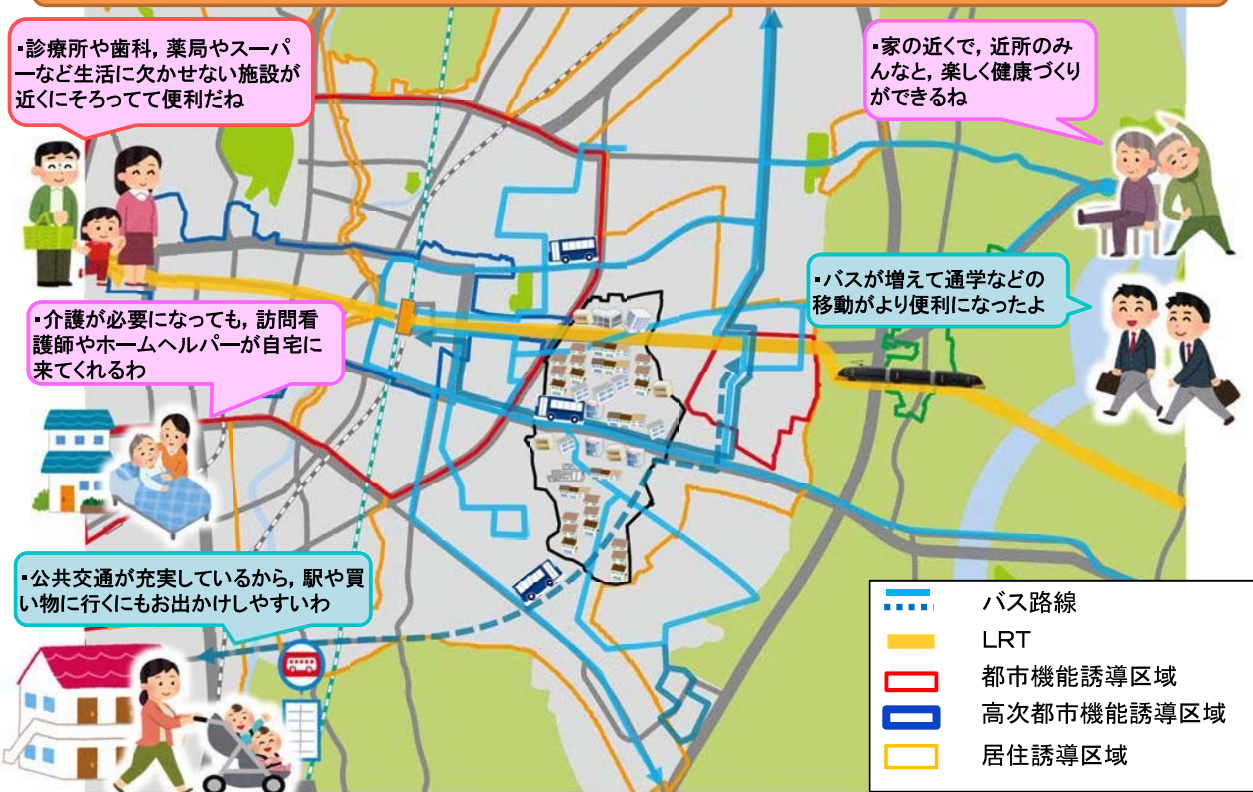 ・診療所や歯科，薬局やスーパ
ーなど生活に欠かせない施設が
近くにそろってて便利だね
・家の近くで，近所のみ
んなと，楽しく健康づくり
ができるね
・バスが増えて通学などの
移動がより便利になったよ
・介護が必要になっても，訪問看
護師やホームヘルパーが自宅に
来てくれるわ
・公共交通が充実しているから，駅や買
い物に行くにもお出かけしやすいわ
バス路線
LRT
都市機能誘導区域
高次都市機能誘導区域
居住誘導区域